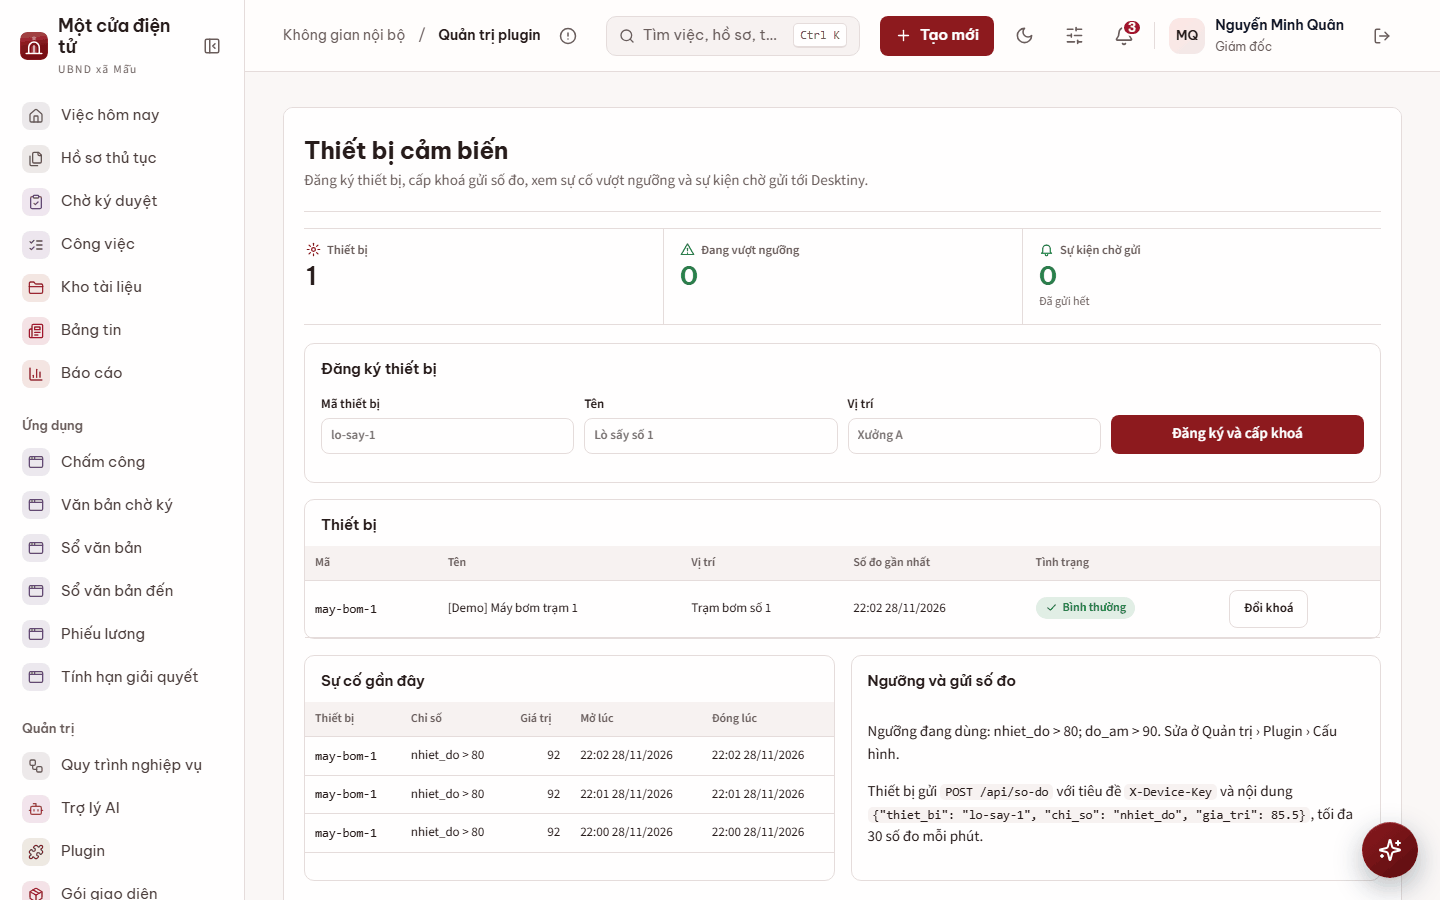 Một cửa điện tử
UBND xã Mẫu
Việc hôm nay
Hồ sơ thủ tục
Chờ ký duyệt
Công việc
Kho tài liệu
Bảng tin
Báo cáo
Ứng dụng
Chấm công
Văn bản chờ ký
Sổ văn bản
Sổ văn bản đến
Phiếu lương
Tính hạn giải quyết
Quản trị
Quy trình nghiệp vụ
Trợ lý AI
Plugin
Gói giao diện
Không gian nội bộ / Quản trị plugin
Tìm việc, hồ sơ, t... Ctrl K
Tạo mới
3
MQ
Nguyễn Minh Quân
Giám đốc
Thiết bị cảm biến
Đăng ký thiết bị, cấp khoá gửi số đo, xem sự cố vượt ngưỡng và sự kiện chờ gửi tới Desktiny.
Thiết bị
1
Đang vượt ngưỡng
0
Sự kiện chờ gửi
0
Đã gửi hết
Đăng ký thiết bị
Mã thiết bị Tên Vị trí
lo-say-1 Lò sấy số 1 Xưởng A Đăng ký và cấp khoá
Thiết bị
Mã Tên Vị trí Số đo gần nhất Tình trạng
may-bom-1 [Demo] Máy bơm trạm 1 Trạm bơm số 1 22:02 28/11/2026 Bình thường Đổi khoá
Sự cố gần đây
Thiết bị Chỉ số Giá trị Mở lúc Đóng lúc
may-bom-1 nhiet_do > 80 92 22:02 28/11/2026 22:02 28/11/2026
may-bom-1 nhiet_do > 80 92 22:01 28/11/2026 22:01 28/11/2026
may-bom-1 nhiet_do > 80 92 22:00 28/11/2026 22:00 28/11/2026
Ngưỡng và gửi số đo
Ngưỡng đang dùng: nhiet_do > 80; do_am > 90. Sửa ở Quản trị › Plugin › Cấu
hình.
Thiết bị gửi POST /api/so-do với tiêu đề X-Device-Key và nội dung
{"thiet_bi": "lo-say-1", "chi_so": "nhiet_do", "gia_tri": 85.5} , tối đa
30 số đo mỗi phút.